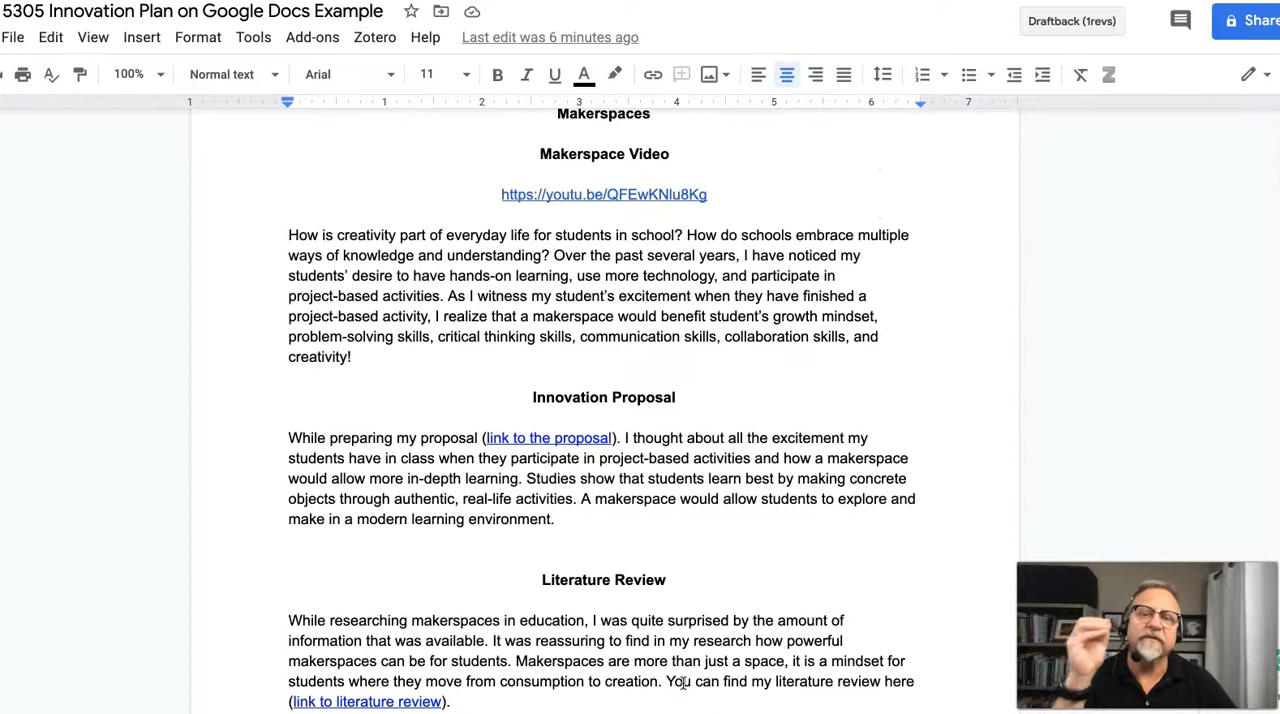 5305 Innovation Plan on Google Docs Example
Draftback (1revs)
Share
File Edit View Insert Format Tools Add-ons Zotero Help Last edit was 6 minutes ago
100% Normal text Arial 11 B I U A Z
1 1 2 3 4 5 6 7
Makerspaces
Makerspace Video
https://youtu.be/QFEwKNlu8Kg
How is creativity part of everyday life for students in school? How do schools embrace multiple
ways of knowledge and understanding? Over the past several years, I have noticed my
students’ desire to have hands-on learning, use more technology, and participate in
project-based activities. As I witness my student’s excitement when they have finished a
project-based activity, I realize that a makerspace would benefit student’s growth mindset,
problem-solving skills, critical thinking skills, communication skills, collaboration skills, and
creativity!
Innovation Proposal
While preparing my proposal (link to the proposal). I thought about all the excitement my
students have in class when they participate in project-based activities and how a makerspace
would allow more in-depth learning. Studies show that students learn best by making concrete
objects through authentic, real-life activities. A makerspace would allow students to explore and
make in a modern learning environment.
Literature Review
While researching makerspaces in education, I was quite surprised by the amount of
information that was available. It was reassuring to find in my research how powerful
makerspaces can be for students. Makerspaces are more than just a space, it is a mindset for
students where they move from consumption to creation. You can find my literature review here
(link to literature review).